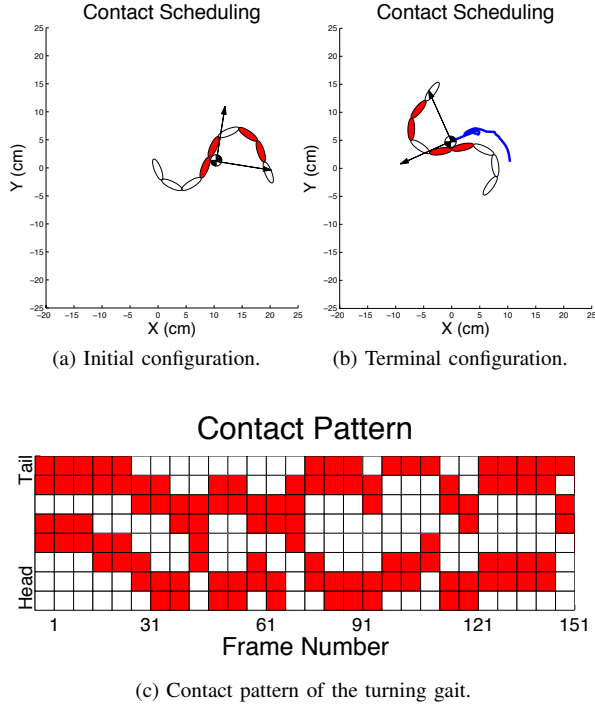 Contact Scheduling
Contact Scheduling
25
20
15
10
5
0
−5
−10
−15
−20
25
−20 −15 −10 −5 0 5 10 15 20 25
Y (cm)
X (cm)
25
20
15
10
5
0
−5
−10
−15
−20
25
−20 −15 −10 −5 0 5 10 15 20 25
Y (cm)
X (cm)
(a) Initial configuration.
(b) Terminal configuration.
Contact Pattern
Tail
Head
1 31 61 91 121 151
Frame Number
(c) Contact pattern of the turning gait.